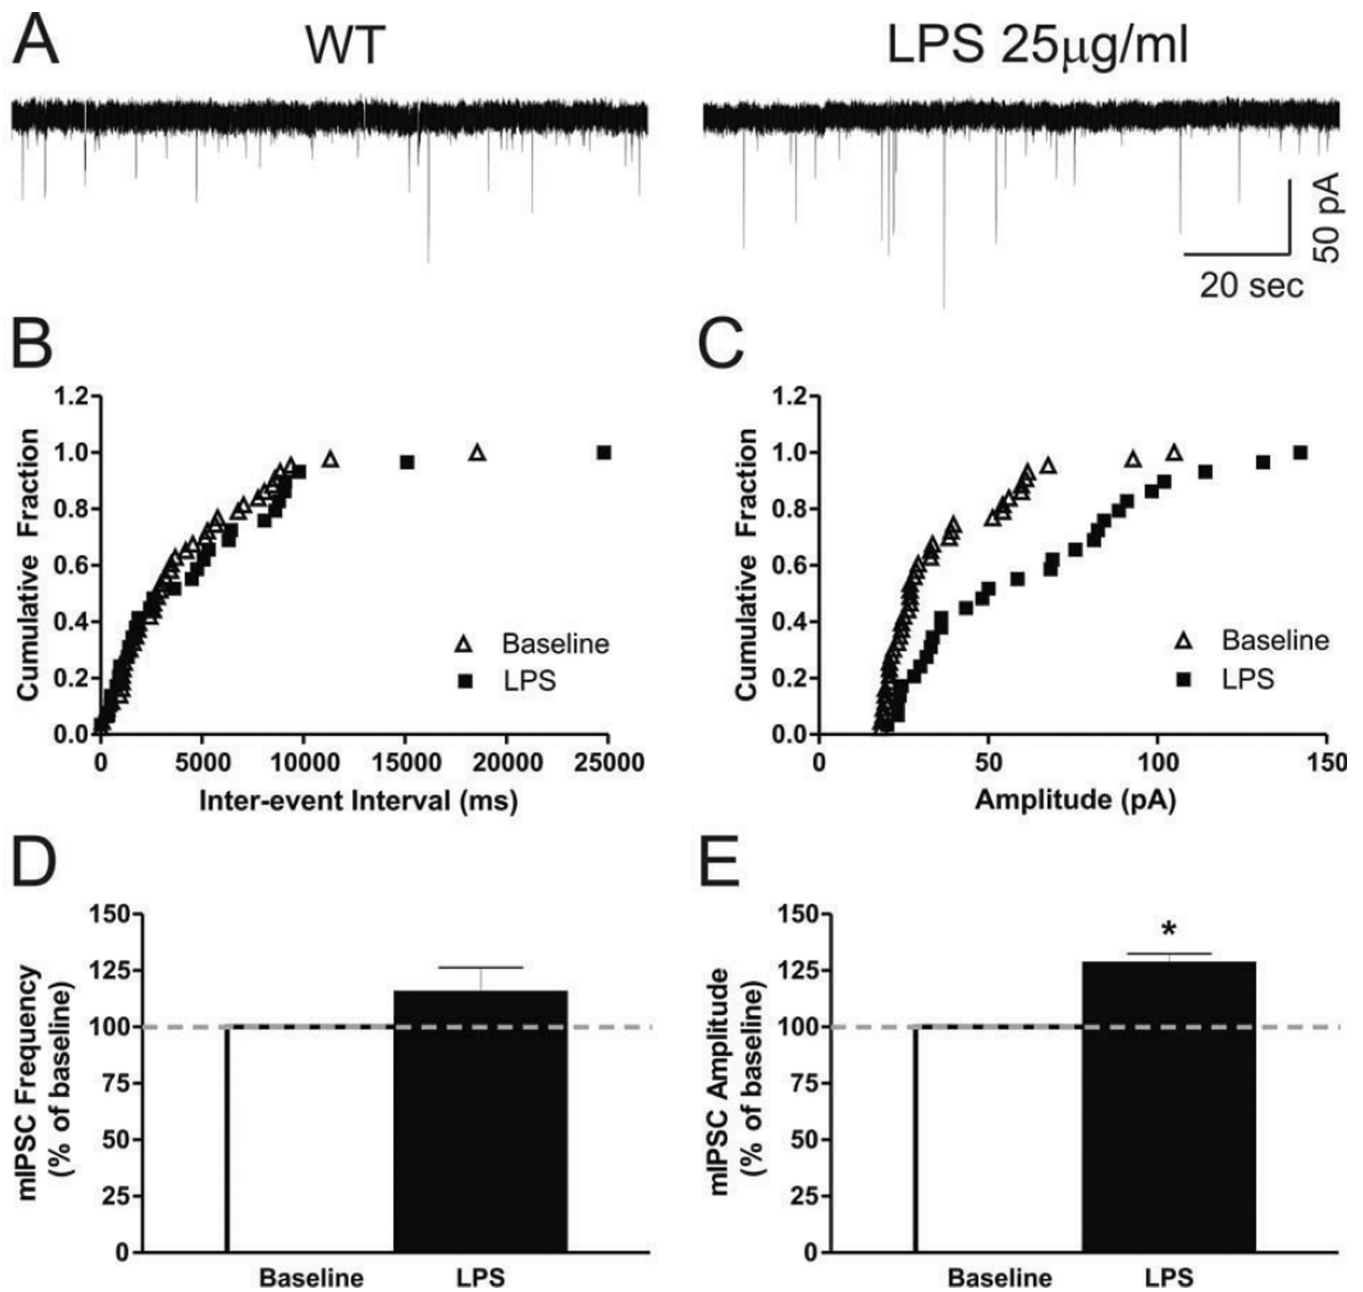 A
WT
LPS 25μg/ml
50 pA
20 sec
B
1.2
1.0
0.8
0.6
0.4
0.2
0.0
Cumulative Fraction
Baseline
LPS
0 5000 10000 15000 20000 25000
Inter-event Interval (ms)
C
1.2
1.0
0.8
0.6
0.4
0.2
0.0
Cumulative Fraction
Baseline
LPS
0 50 100 150
Amplitude (pA)
D
150
125
100
75
50
25
0
mIPSC Frequency
(% of baseline)
Baseline LPS
E
150
125
100
75
50
25
0
mIPSC Amplitude
(% of baseline)
*
Baseline LPS